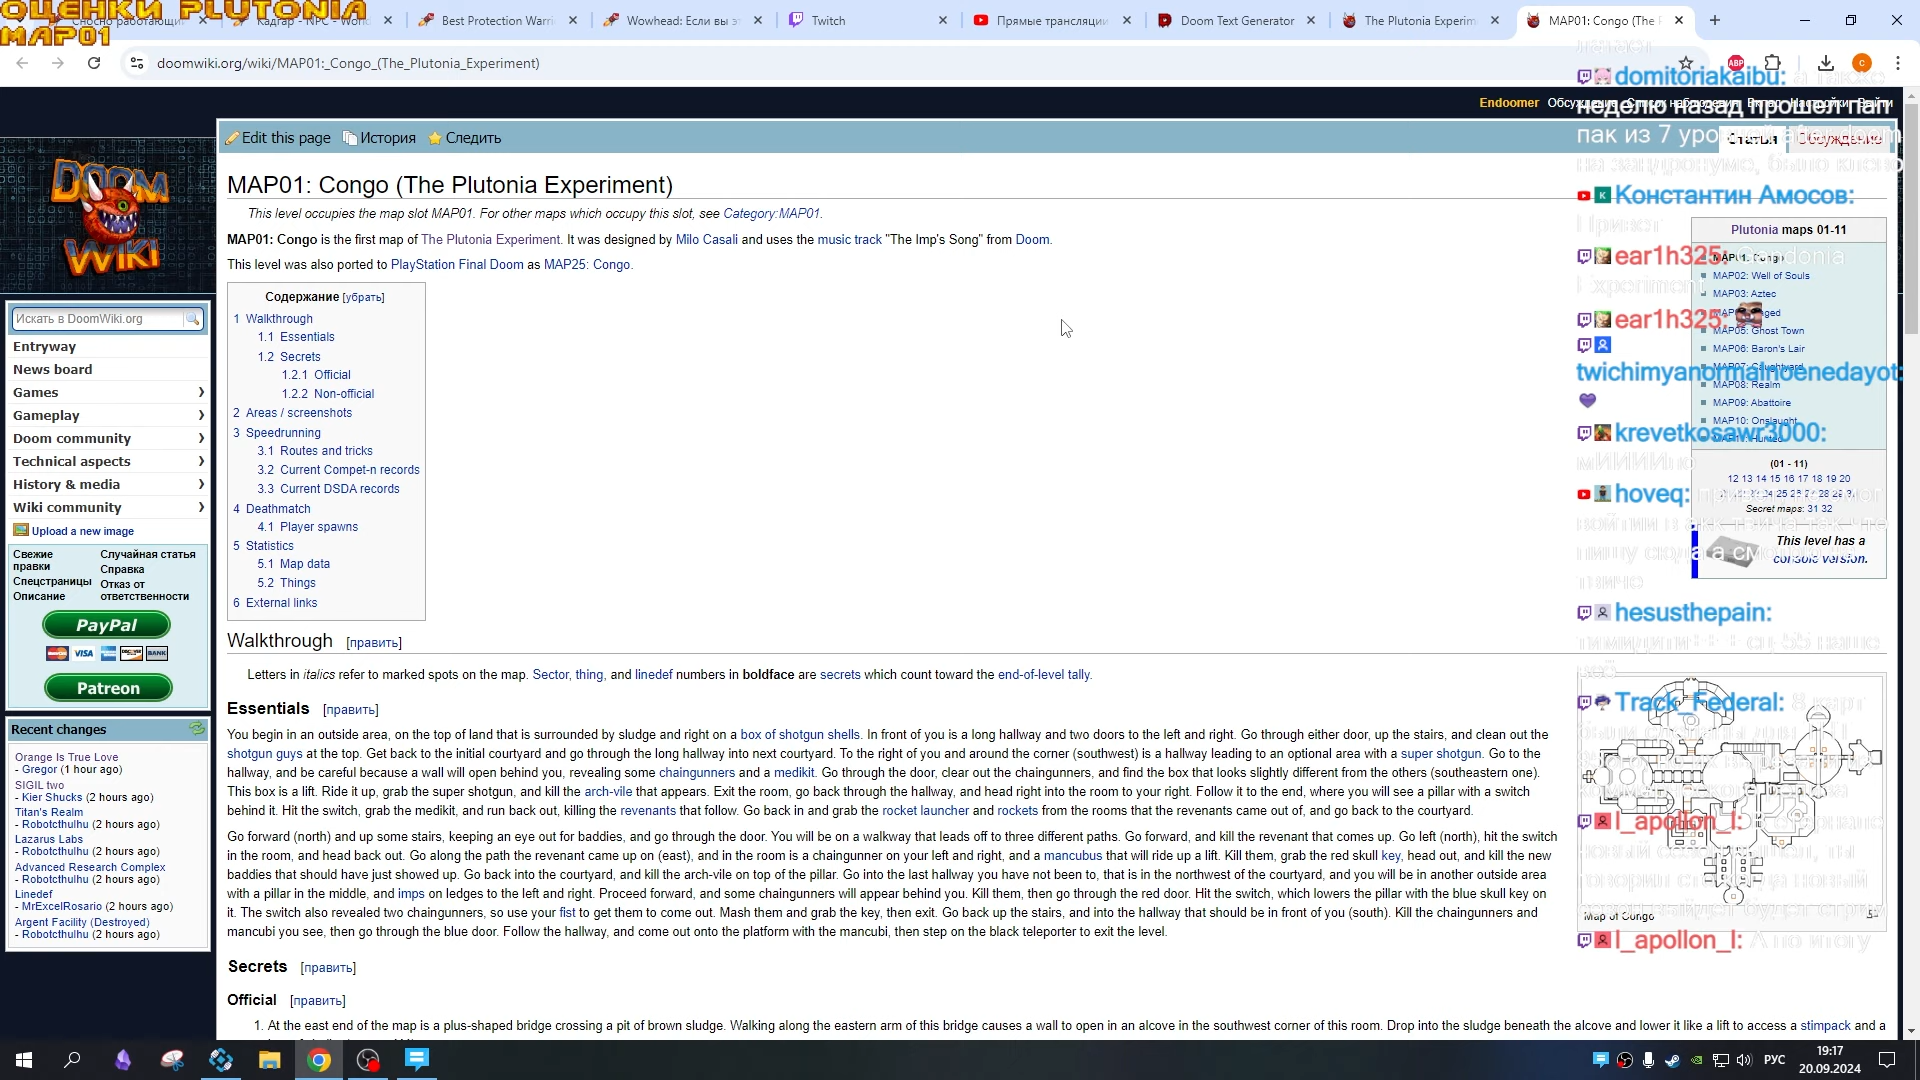 ОЦЕНКИ PLUTONIA
MAP01
Best Protection Warri
Wowhead: Если вы э
Twitch
Прямые трансляции
Doom Text Generator
The Plutonia Experim
MAP01: Congo (The P
doomwiki.org/wiki/MAP01:_Congo_(The_Plutonia_Experiment)
ABP
Endoomer
Edit this page
История
Следить
Статья
Обсуждение
DOOM
WIKI
MAP01: Congo (The Plutonia Experiment)
This level occupies the map slot MAP01. For other maps which occupy this slot, see Category:MAP01.
MAP01: Congo is the first map of The Plutonia Experiment. It was designed by Milo Casali and uses the music track "The Imp's Song" from Doom.
This level was also ported to PlayStation Final Doom as MAP25: Congo.
Содержание [убрать]
1 Walkthrough
1.1 Essentials
1.2 Secrets
1.2.1 Official
1.2.2 Non-official
2 Areas / screenshots
3 Speedrunning
3.1 Routes and tricks
3.2 Current Compet-n records
3.3 Current DSDA records
4 Deathmatch
4.1 Player spawns
5 Statistics
5.1 Map data
5.2 Things
6 External links
Искать в DoomWiki.org
Entryway
News board
Games
Gameplay
Doom community
Technical aspects
History & media
Wiki community
Upload a new image
Свежие правки
Случайная статья
Справка
Спецстраницы
Отказ от ответственности
Описание
PayPal
VISA
BANK
Patreon
Recent changes
Orange Is True Love
- Gregor (1 hour ago)
SIGIL two
- Kier Shucks (2 hours ago)
Titan's Realm
- Robotcthulhu (2 hours ago)
Lazarus Labs
- Robotcthulhu (2 hours ago)
Advanced Research Complex
- Robotcthulhu (2 hours ago)
Linedef
- MrExcelRosario (2 hours ago)
Argent Facility (Destroyed)
- Robotcthulhu (2 hours ago)
Walkthrough [править]
Letters in italics refer to marked spots on the map. Sector, thing, and linedef numbers in boldface are secrets which count toward the end-of-level tally.
Essentials [править]
You begin in an outside area, on the top of land that is surrounded by sludge and right on a box of shotgun shells. In front of you is a long hallway and two doors to the left and right. Go through either door, up the stairs, and clean out the
shotgun guys at the top. Get back to the initial courtyard and go through the long hallway into next courtyard. To the right of you and around the corner (southwest) is a hallway leading to an optional area with a super shotgun. Go to the
hallway, and be careful because a wall will open behind you, revealing some chaingunners and a medikit. Go through the door, clear out the chaingunners, and find the box that looks slightly different from the others (southeastern one).
This box is a lift. Ride it up, grab the super shotgun, and kill the arch-vile that appears. Exit the room, go back through the hallway, and head right into the room to your right. Follow it to the end, where you will see a pillar with a switch
behind it. Hit the switch, grab the medikit, and run back out, killing the revenants that follow. Go back in and grab the rocket launcher and rockets from the rooms that the revenants came out of, and go back to the courtyard.
Go forward (north) and up some stairs, keeping an eye out for baddies, and go through the door. You will be on a walkway that leads off to three different paths. Go forward, and kill the revenant that comes up. Go left (north), hit the switch
in the room, and head back out. Go along the path the revenant came up on (east), and in the room is a chaingunner on your left and right, and a mancubus that will ride up a lift. Kill them, grab the red skull key, head out, and kill the new
baddies that should have just showed up. Go back into the courtyard, and kill the arch-vile on top of the pillar. Go into the last hallway you have not been to, that is in the northwest of the courtyard, and you will be in another outside area
with a pillar in the middle, and imps on ledges to the left and right. Proceed forward, and some chaingunners will appear behind you. Kill them, then go through the red door. Hit the switch, which lowers the pillar with the blue skull key on
it. The switch also revealed two chaingunners, so use your fist to get them to come out. Mash them and grab the key, then exit. Go back up the stairs, and into the hallway that should be in front of you (south). Kill the chaingunners and
mancubi you see, then go through the blue door. Follow the hallway, and come out onto the platform with the mancubi, then step on the black teleporter to exit the level.
Secrets [править]
Official [править]
1. At the east end of the map is a plus-shaped bridge crossing a pit of brown sludge. Walking along the eastern arm of this bridge causes a wall to open in an alcove in the southwest corner of this room. Drop into the sludge beneath the alcove and lower it like a lift to access a stimpack and a
Plutonia maps 01-11
MAP01: Congo
MAP02: Well of Souls
MAP03: Aztec
MAP05: Ghost Town
MAP06: Baron's Lair
MAP08: Realm
MAP09: Abattoire
MAP10: Onslaught
(01 - 11)
12 13 14 15 16 17 18 19 20
Secret maps: 31 32
This level has a
console version.
Map of Congo
domitoriakaibu:
неделю назад прошел
Константин Амосов:
Привет
ear1h325:
Experiment
ear1h325:
twichimyanormalnoenedayot:
krevetkosawr3000:
hoveq:
hesusthepain:
Track_Federal: 8 карт
l_apollon_l:
l_apollon_l: А по итогу
РУС
19:17
20.09.2024